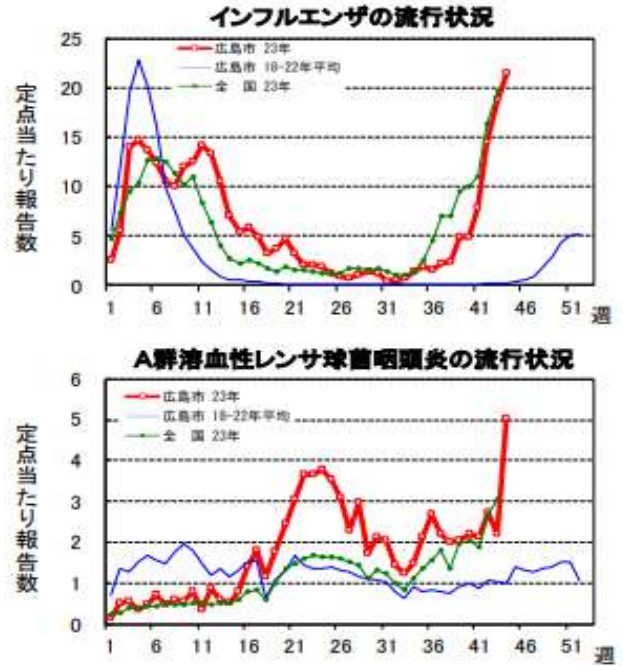 インフルエンザの流行状況
定点当たり報告数
25
20
15
10
5
0
広島市 23年
広島市 18-22年平均
全 国 23年
1 6 11 16 21 26 31 36 41 46 51 週
A群溶血性レンサ球菌咽頭炎の流行状況
定点当たり報告数
6
5
4
3
2
1
0
広島市 23年
広島市 18-22年平均
全 国 23年
1 6 11 16 21 26 31 36 41 46 51 週